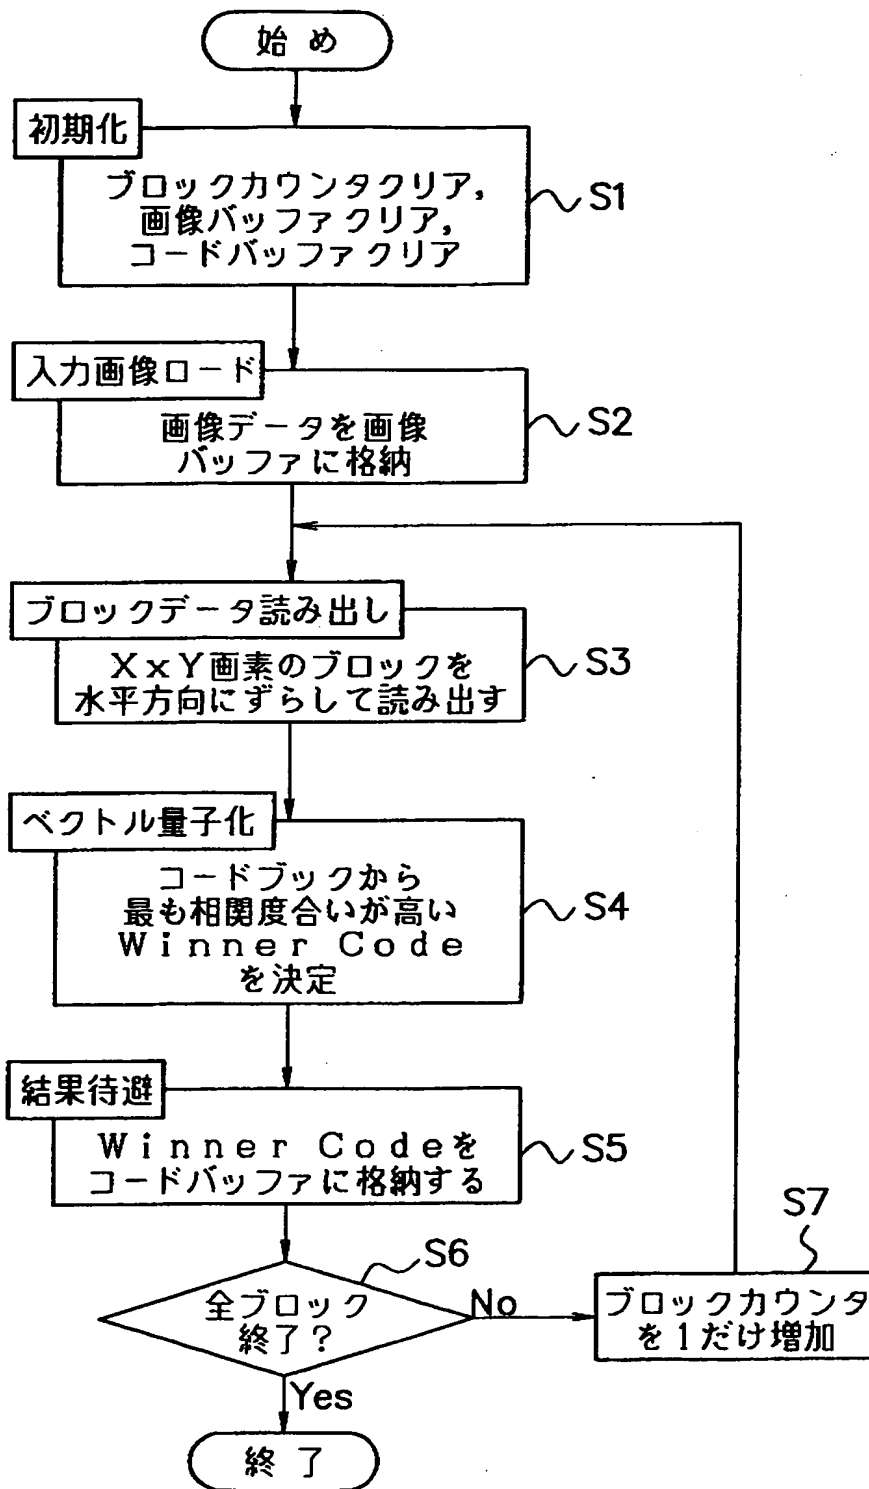 始め
初期化
ブロックカウンタクリア,
画像バッファクリア,
コードバッファクリア
S1
入力画像ロード
画像データを画像
バッファに格納
S2
ブロックデータ読み出し
XxY画素のブロックを
水平方向にずらして読み出す
S3
ベクトル量子化
コードブックから
最も相関度合いが高い
Winner Code
を決定
S4
結果待避
Winner Codeを
コードバッファに格納する
S5
S6
全ブロック
終了?
No
S7
ブロックカウンタ
を1だけ増加
Yes
終了